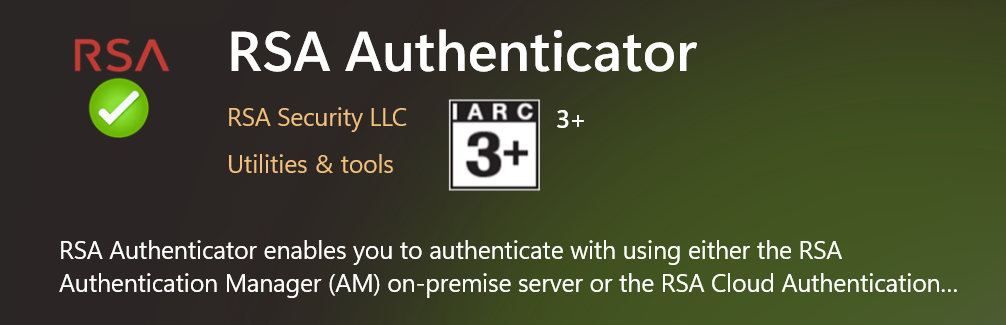 RSA
RSA Authenticator
RSA Security LLC
IARC
3+
3+
Utilities & tools
RSA Authenticator enables you to authenticate with using either the RSA
Authentication Manager (AM) on-premise server or the RSA Cloud Authentication...